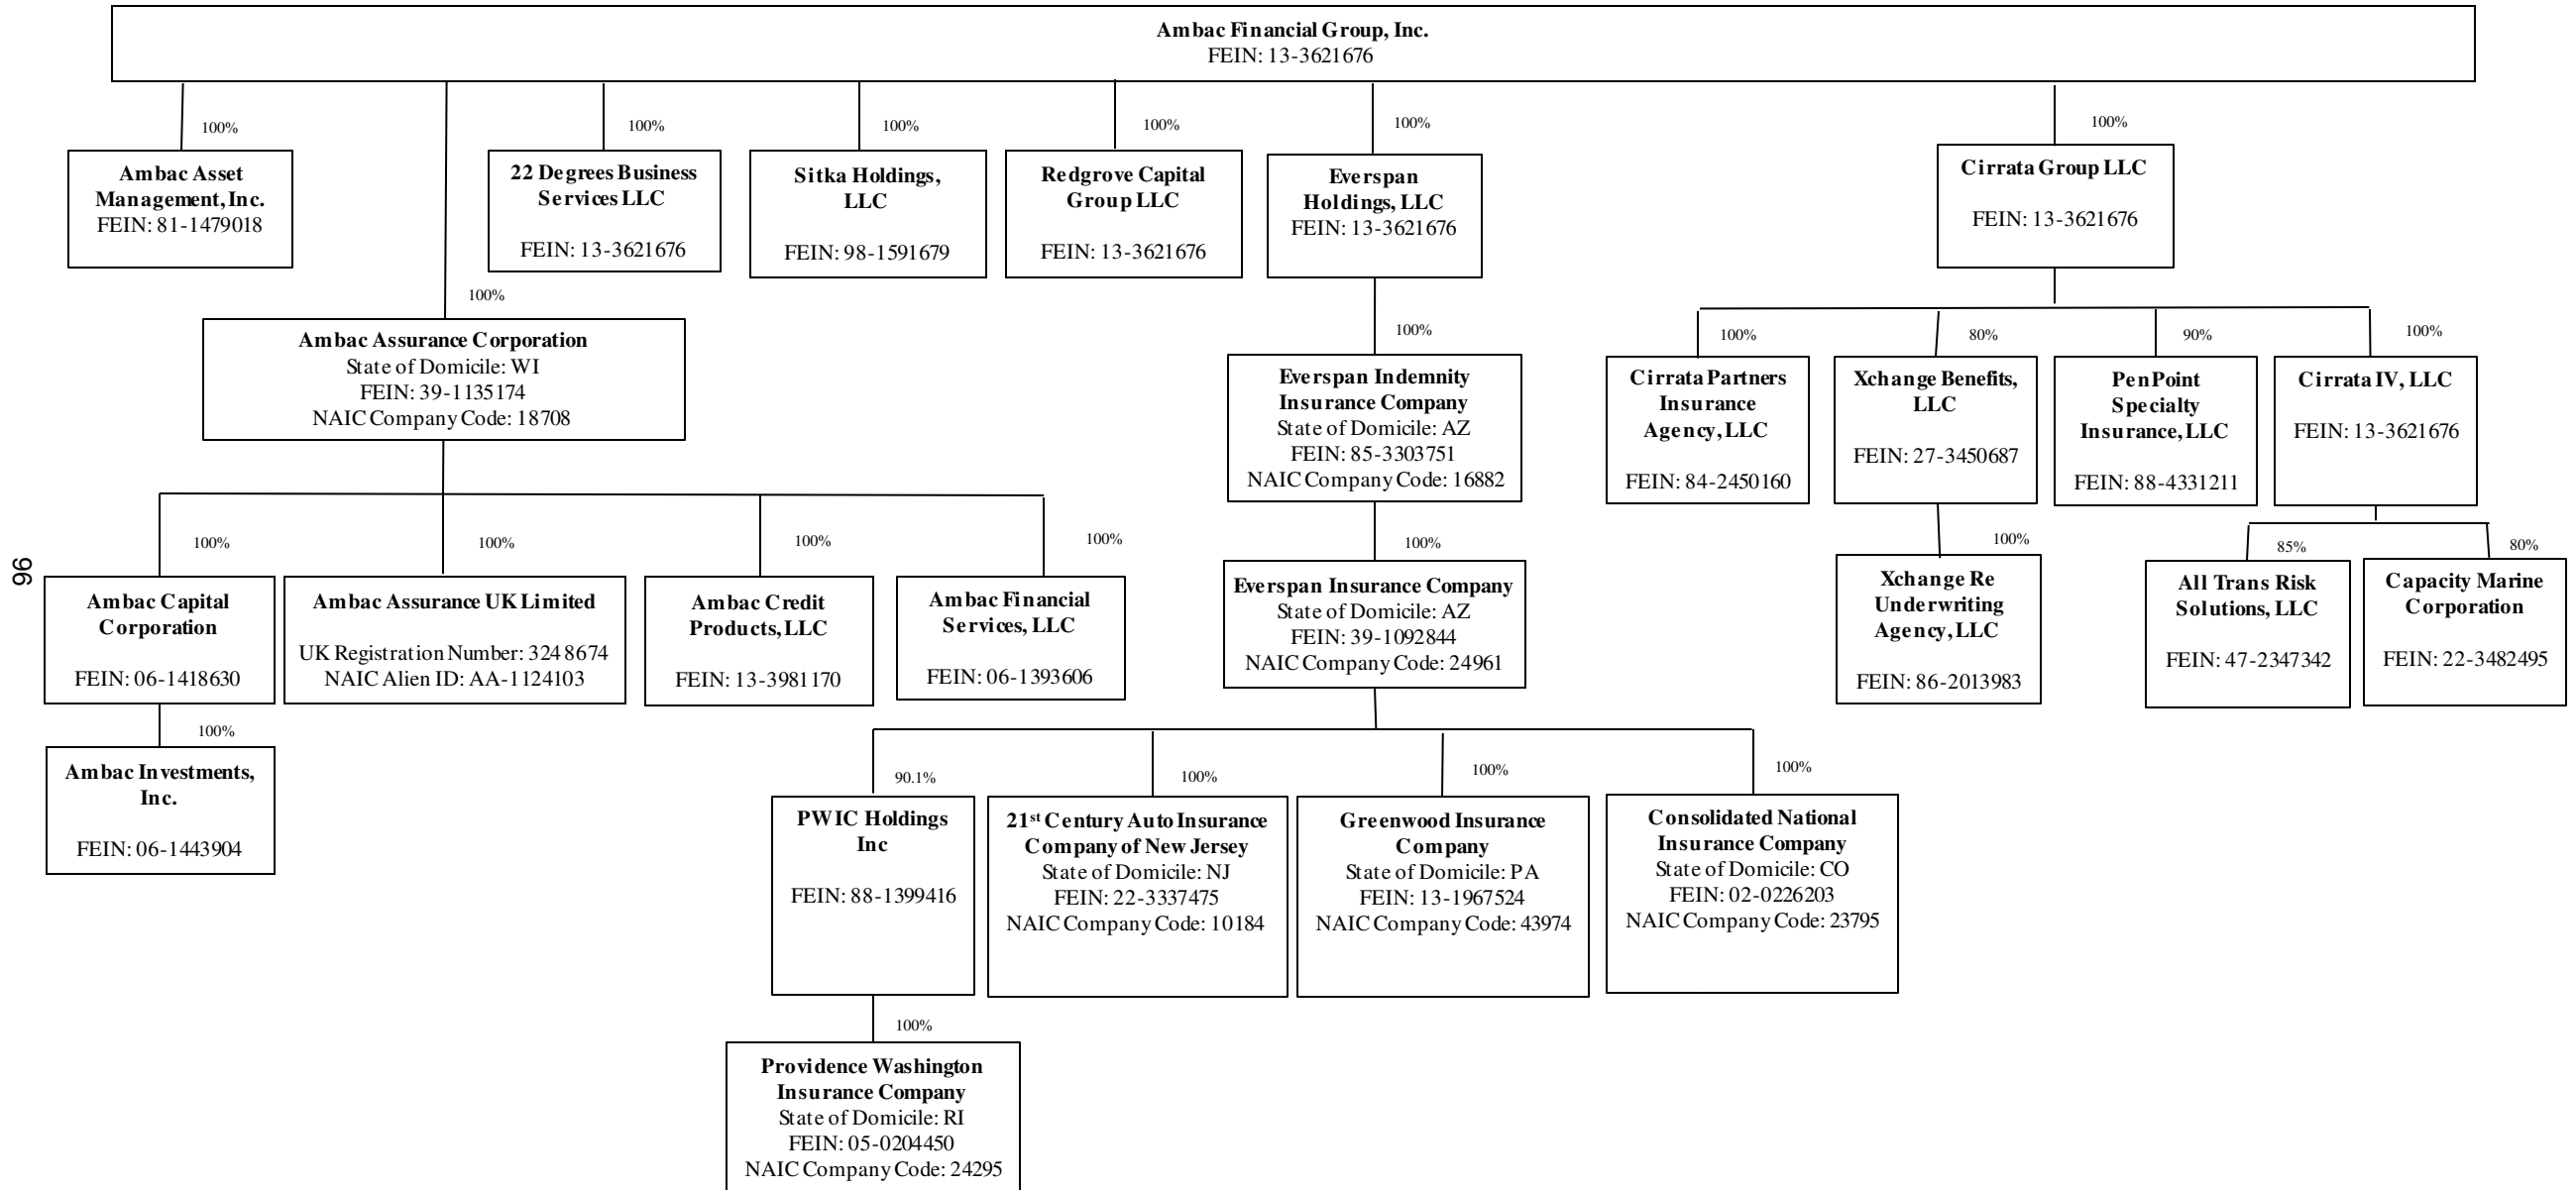 Ambac Financial Group, Inc.
FEIN: 13-3621676
100%
100%
100%
100%
100%
100%
Ambac Asset
Management, Inc.
FEIN: 81-1479018
22 Degrees Business
Services LLC
FEIN: 13-3621676
Sitka Holdings,
LLC
FEIN: 98-1591679
Redgrove Capital
Group LLC
FEIN: 13-3621676
Everspan
Holdings, LLC
FEIN: 13-3621676
Cirrata Group LLC
FEIN: 13-3621676
100%
Ambac Assurance Corporation
State of Domicile: WI
FEIN: 39-1135174
NAIC Company Code: 18708
100%
Everspan Indemnity
Insurance Company
State of Domicile: AZ
FEIN: 85-3303751
NAIC Company Code: 16882
100%
Cirrata Partners
Insurance
Agency, LLC
FEIN: 84-2450160
80%
Xchange Benefits,
LLC
FEIN: 27-3450687
90%
PenPoint
Specialty
Insurance, LLC
FEIN: 88-4331211
100%
Cirrata IV, LLC
FEIN: 13-3621676
96
100%
Ambac Capital
Corporation
FEIN: 06-1418630
100%
Ambac Assurance UK Limited
UK Registration Number: 3248674
NAIC Alien ID: AA-1124103
100%
Ambac Credit
Products, LLC
FEIN: 13-3981170
100%
Ambac Financial
Services, LLC
FEIN: 06-1393606
100%
Everspan Insurance Company
State of Domicile: AZ
FEIN: 39-1092844
NAIC Company Code: 24961
100%
Xchange Re
Underwriting
Agency, LLC
FEIN: 86-2013983
85%
All Trans Risk
Solutions, LLC
FEIN: 47-2347342
80%
Capacity Marine
Corporation
FEIN: 22-3482495
100%
Ambac Investments,
Inc.
FEIN: 06-1443904
90.1%
PWIC Holdings
Inc
FEIN: 88-1399416
100%
21st Century Auto Insurance
Company of New Jersey
State of Domicile: NJ
FEIN: 22-3337475
NAIC Company Code: 10184
100%
Greenwood Insurance
Company
State of Domicile: PA
FEIN: 13-1967524
NAIC Company Code: 43974
100%
Consolidated National
Insurance Company
State of Domicile: CO
FEIN: 02-0226203
NAIC Company Code: 23795
100%
Providence Washington
Insurance Company
State of Domicile: RI
FEIN: 05-0204450
NAIC Company Code: 24295